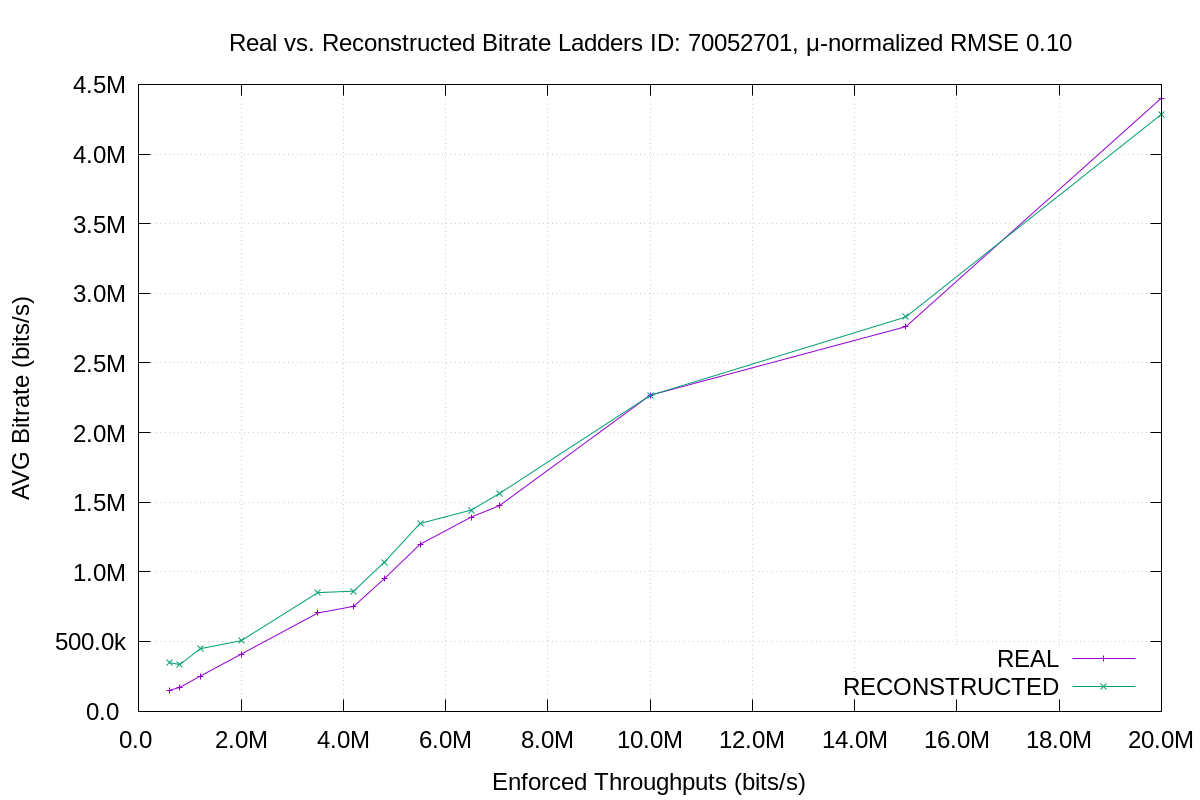 Real vs. Reconstructed Bitrate Ladders ID: 70052701, μ-normalized RMSE 0.10
4.5M
4.0M
3.5M
3.0M
2.5M
2.0M
1.5M
1.0M
500.0k
0.0
AVG Bitrate (bits/s)
REAL
RECONSTRUCTED
0.0 2.0M 4.0M 6.0M 8.0M 10.0M 12.0M 14.0M 16.0M 18.0M 20.0M
Enforced Throughputs (bits/s)